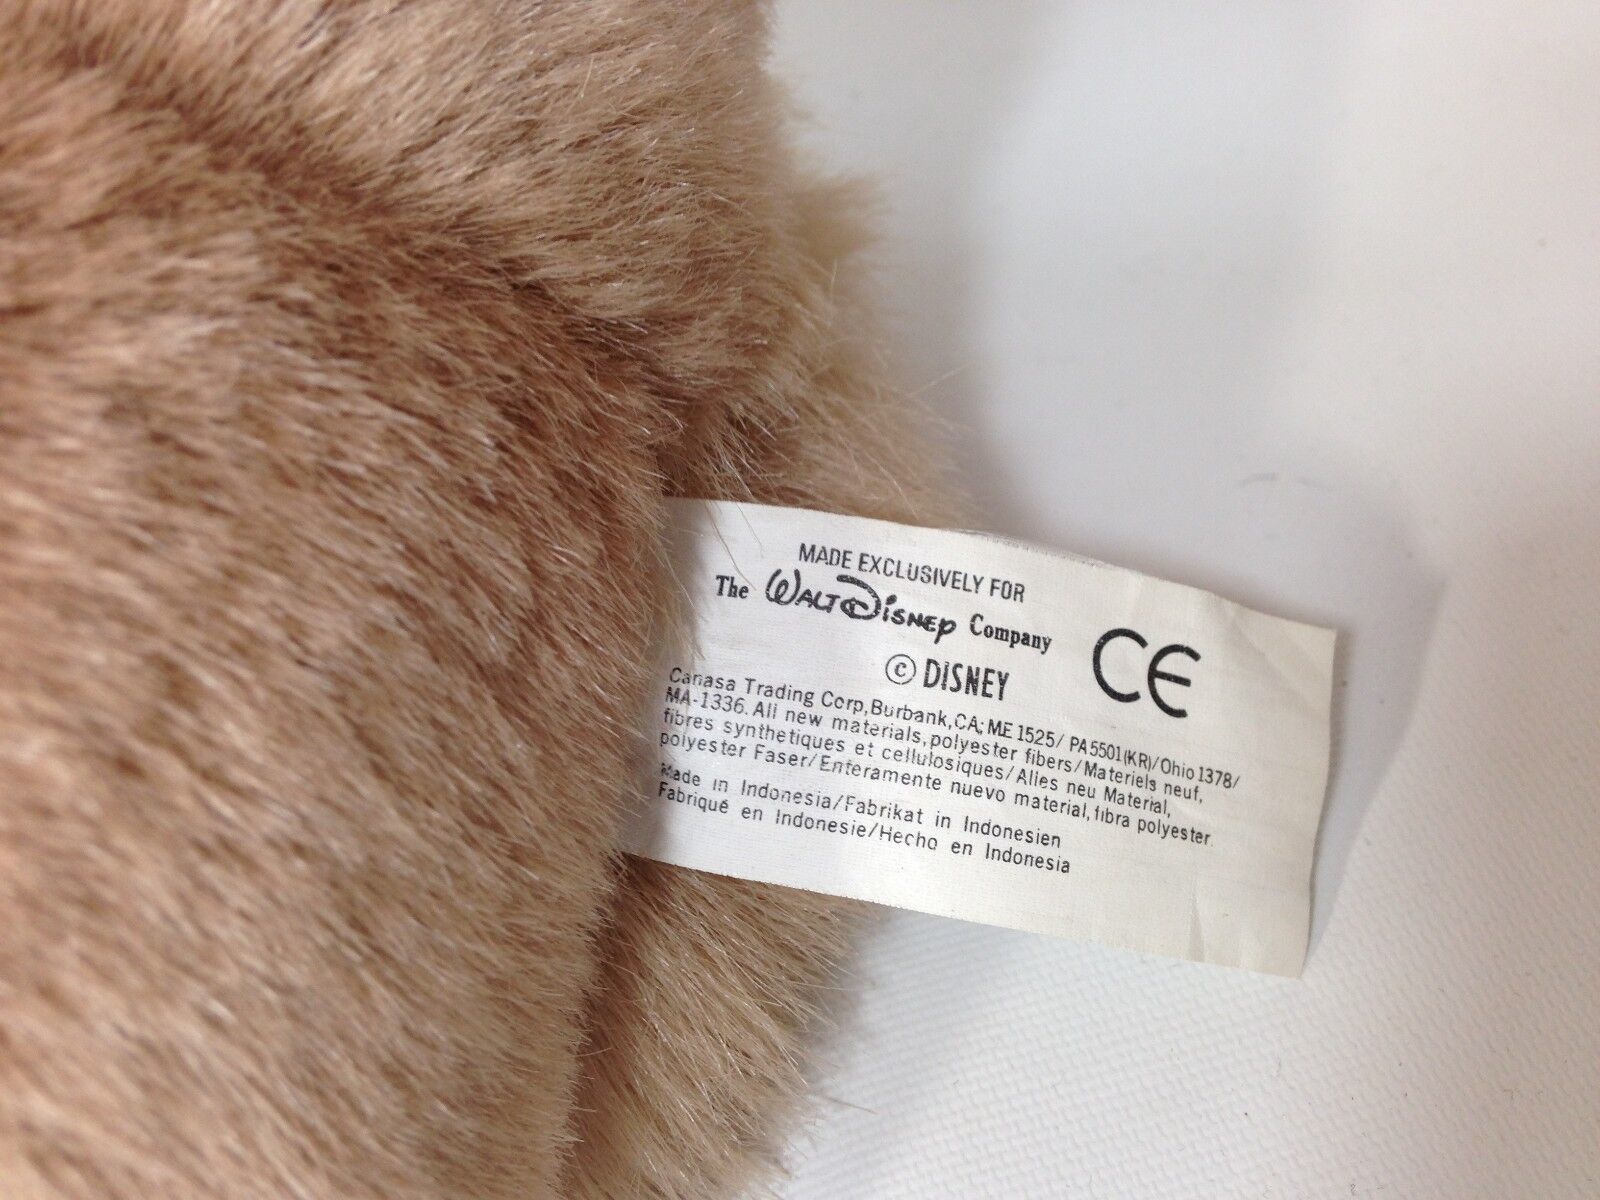 MADE EXCLUSIVELY FOR
The WALT DISNEY Company
© DISNEY
CE
Canasa Trading Corp, Burbank, CA; ME 1525/ PA5501(KR)/Ohio 1378/
MA-1336. All new materials, polyester fibers/Materiels neuf,
fibres synthetiques et cellulosiques/Alles neu Material,
polyester Faser/Enteramente nuevo material, fibra polyester.
Made in Indonesia/Fabrikat in Indonesien
Fabriqué en Indonesie/Hecho en Indonesia